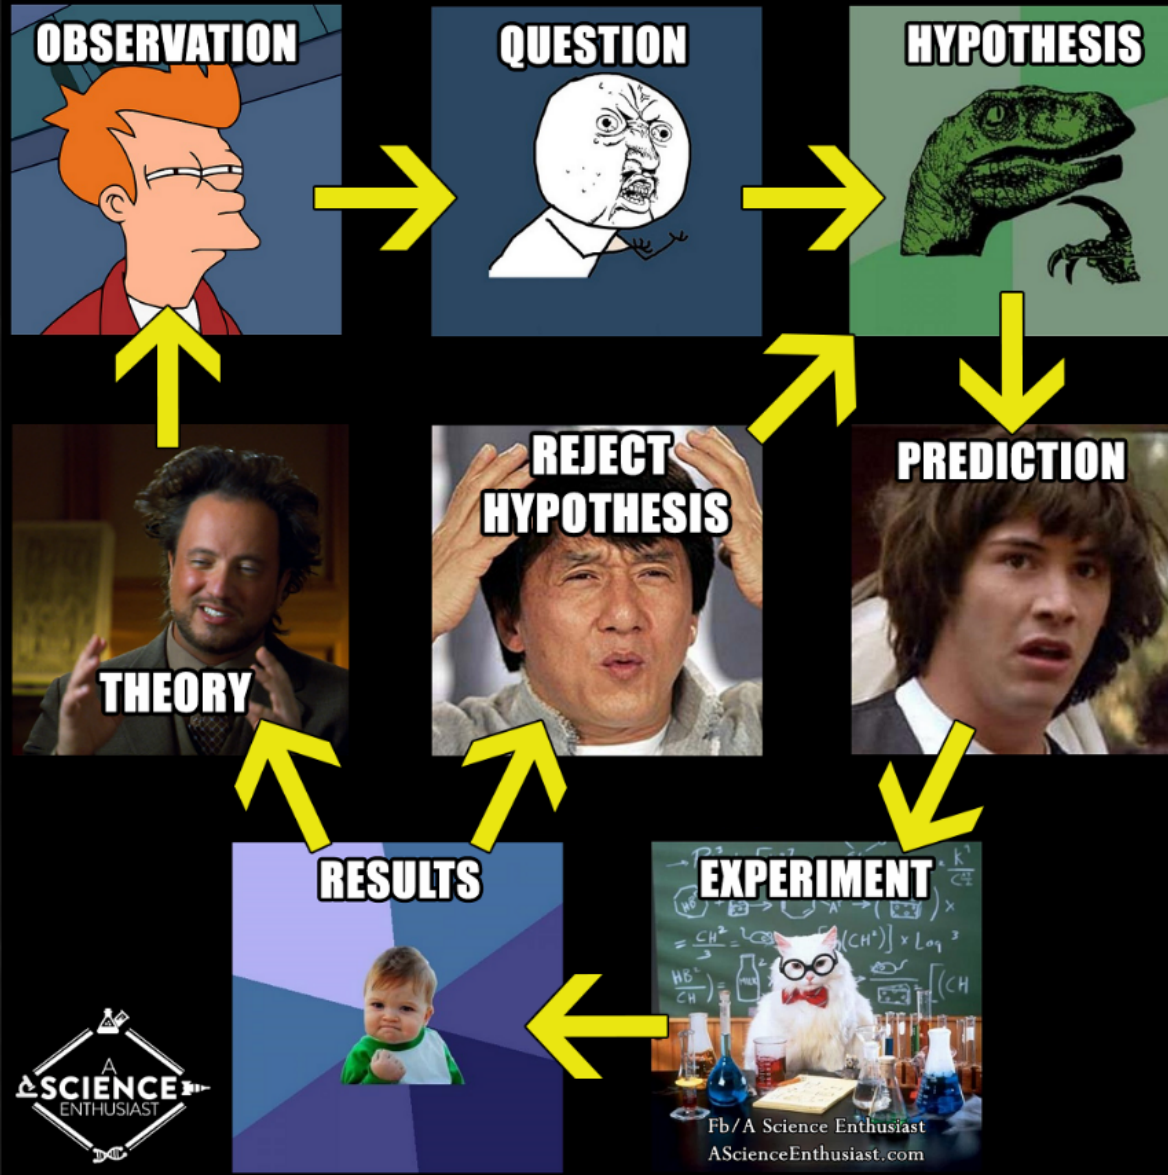 OBSERVATION
QUESTION
HYPOTHESIS
REJECT
HYPOTHESIS
PREDICTION
THEORY
RESULTS
EXPERIMENT
A
SCIENCE
ENTHUSIAST
Fb/A Science Enthusiast
AScienceEnthusiast.com